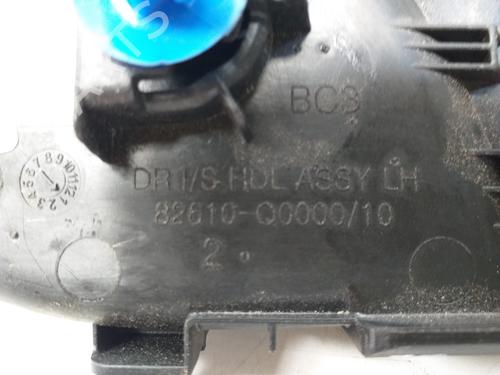 BC3
DR I/S HDL ASSY LH
82610-Q0000/10
2